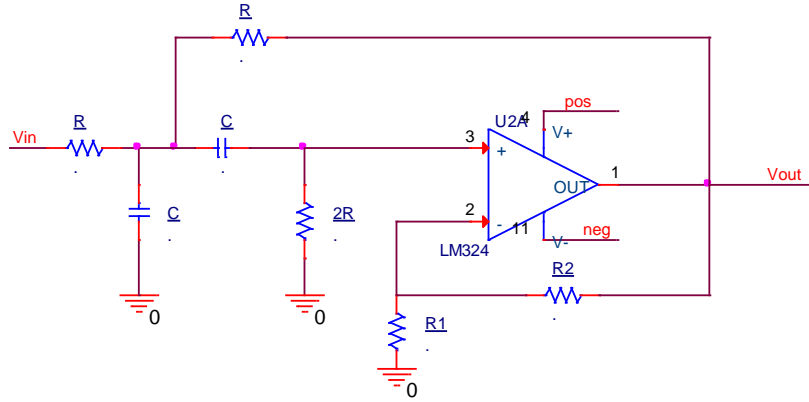 R
.
pos
4
U2A
Vin
R
.
C
.
3
+
V+
OUT
1
Vout
C
.
2R
.
2
-
11
V-
neg
LM324
R2
.
0
0
R1
.
0